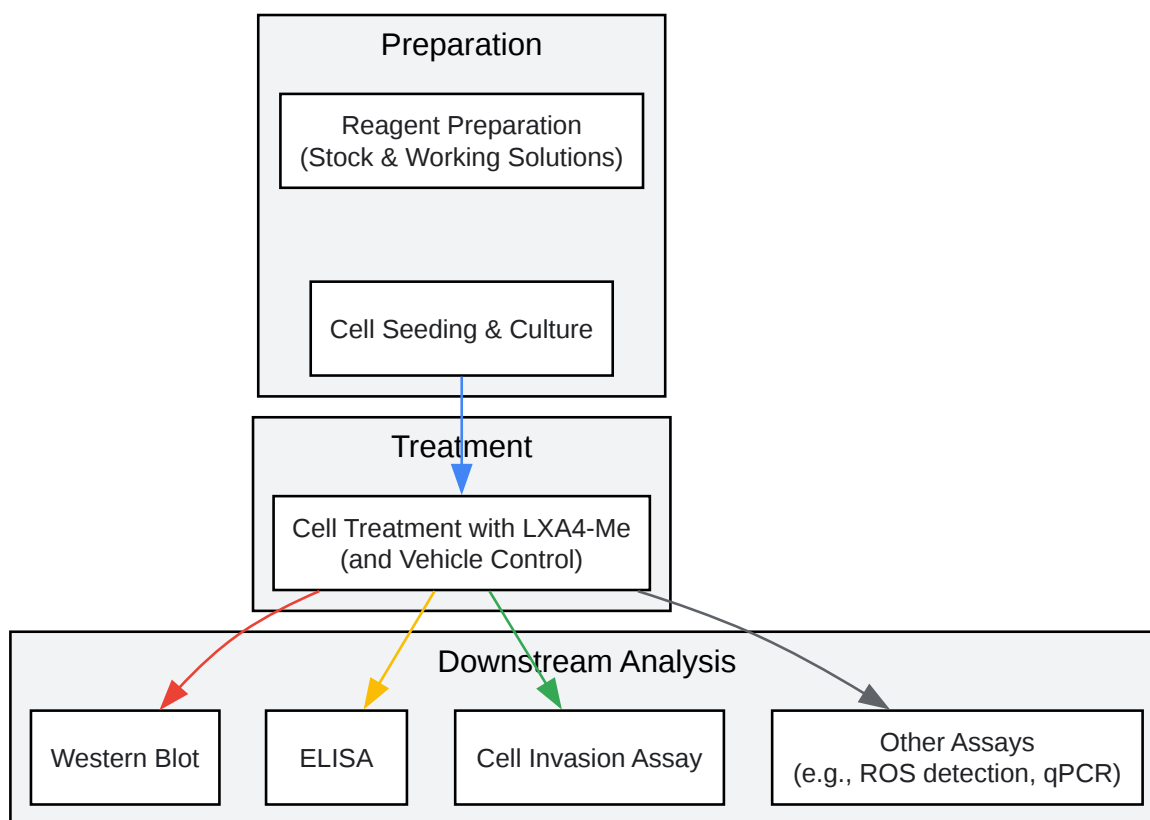 Preparation
Reagent Preparation
(Stock & Working Solutions)
Cell Seeding & Culture
Treatment
Cell Treatment with LXA4-Me
(and Vehicle Control)
Downstream Analysis
Western Blot
ELISA
Cell Invasion Assay
Other Assays
(e.g., ROS detection, qPCR)